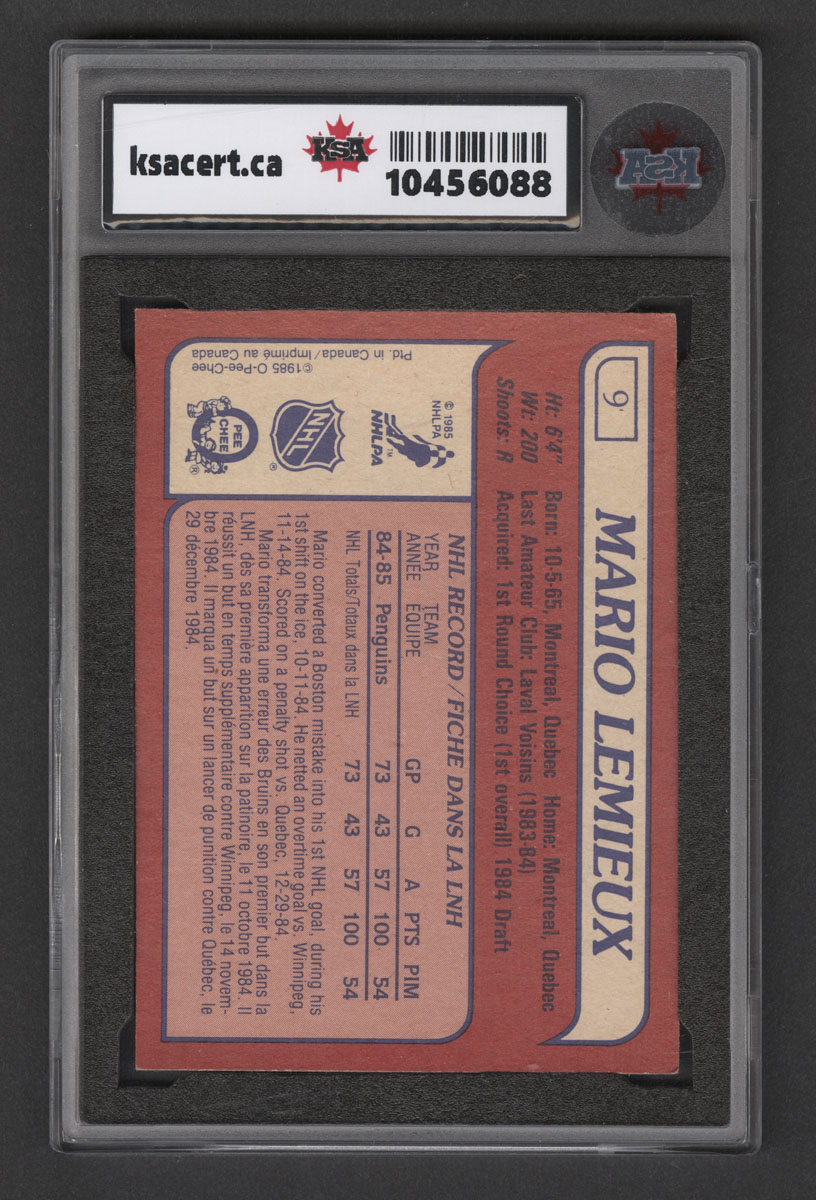 ksacert.ca
KSA
10456088
KSA
9
MARIO LEMIEUX
Ht: 6'4" Born: 10-5-65, Montreal, Quebec Home: Montreal, Quebec
Wt: 200 Last Amateur Club: Laval Voisins (1983-84)
Shoots: R Acquired: 1st Round Choice (1st overall) 1984 Draft
© 1985
NHLPA
NHLPA
TM
NHL
®
O
PEE
CHEE
®
©1985 O-Pee-Chee
Ptd. in Canada/Imprimé au Canada
NHL RECORD/FICHE DANS LA LNH
YEAR TEAM
ANNÉE ÉQUIPE GP G A PTS PIM
84-85 Penguins 73 43 57 100 54
NHL Totals/Totaux dans la LNH 73 43 57 100 54
Mario converted a Boston mistake into his 1st NHL goal, during his
1st shift on the ice, 10-11-84. He netted an overtime goal vs. Winnipeg,
11-14-84. Scored on a penalty shot vs. Quebec, 12-29-84.
Mario transforma une erreur des Bruins en son premier but dans la
LNH, dès sa première apparition sur la patinoire, le 11 octobre 1984. Il
réussit un but en temps supplémentaire contre Winnipeg, le 14 novem-
bre 1984. Il marqua un but sur un lancer de punition contre Québec, le
29 décembre 1984.